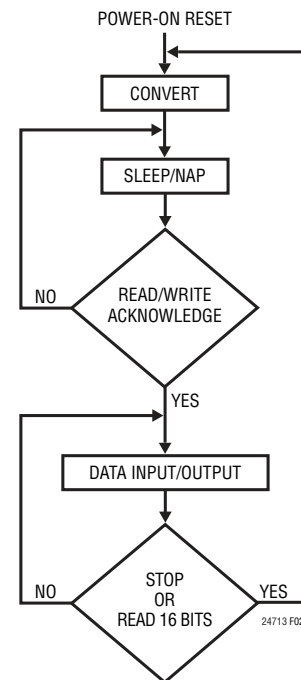 POWER-ON RESET
CONVERT
SLEEP/NAP
NO
READ/WRITE
ACKNOWLEDGE
YES
DATA INPUT/OUTPUT
NO
STOP
OR
READ 16 BITS
YES
24713 F02